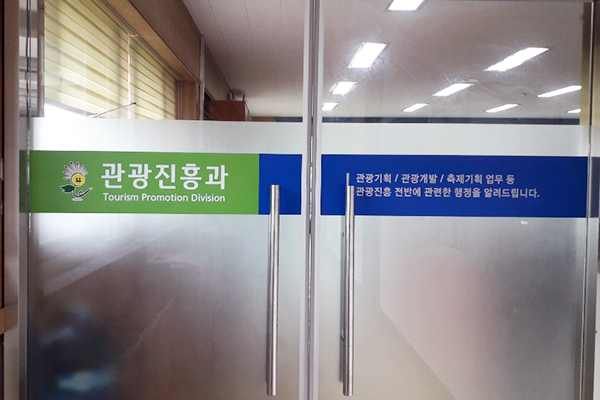 관광진흥과
Tourism Promotion Division
관광기획 / 관광개발 / 축제기획 업무 등
관광진흥 전반에 관련한 행정을 알려드립니다.